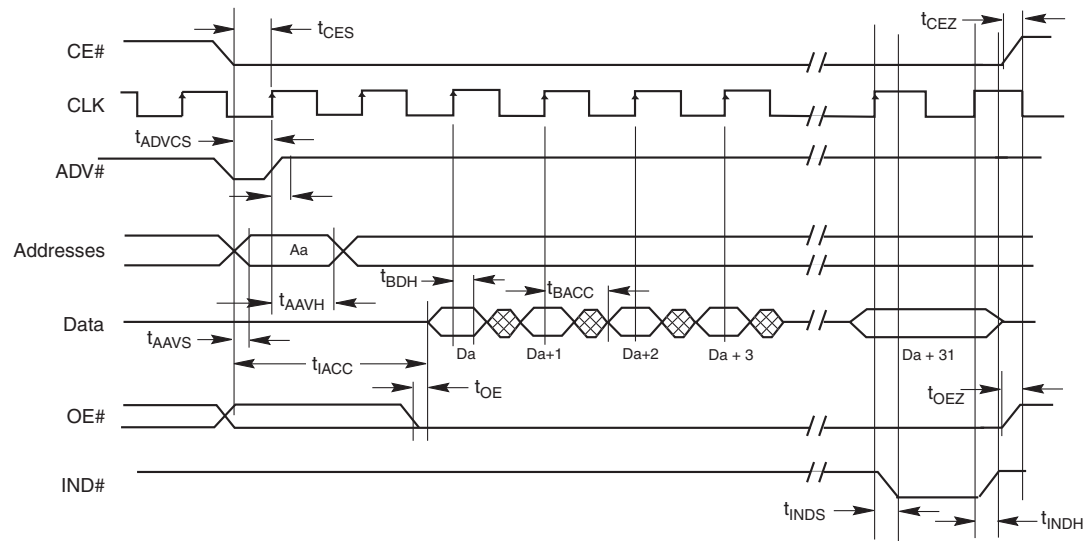 tCES
tCEZ
CE#
CLK
tADVCS
ADV#
Addresses
Aa
tBDH
tBACC
tAAVH
Data
Da
Da+1
Da+2
Da + 3
Da + 31
tAAVS
tIACC
tOE
tOEZ
OE#
IND#
tINDS
tINDH